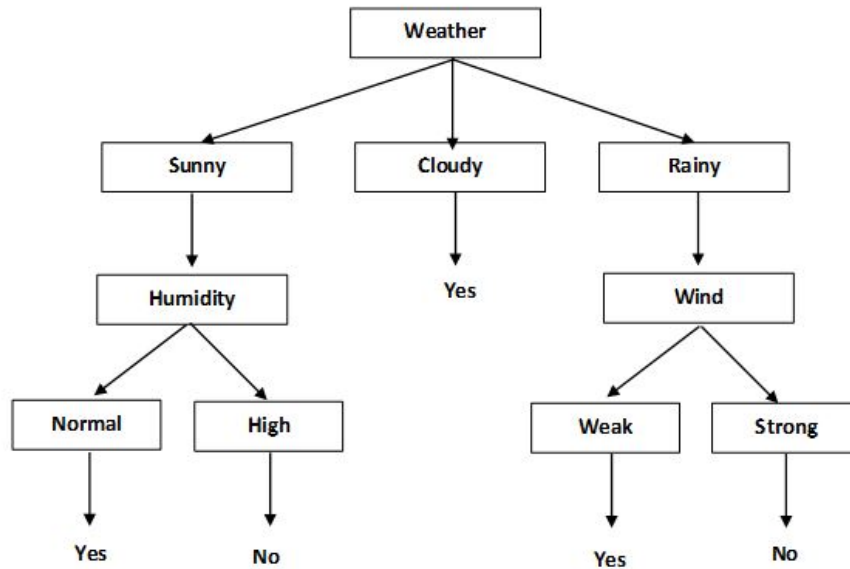 Weather
Sunny
Cloudy
Rainy
Humidity
Yes
Wind
Normal
High
Weak
Strong
Yes
No
Yes
No